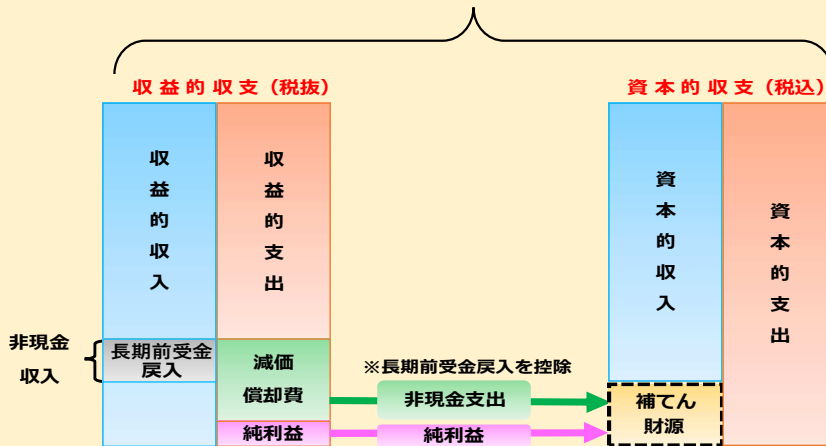 収益的収支（税抜）
資本的収支（税込）
収益的収入
収益的支出
資本的収入
資本的支出
非現金
収入
長期前受金
戻入
減価
償却費
純利益
※長期前受金戻入を控除
非現金支出
純利益
補てん
財源